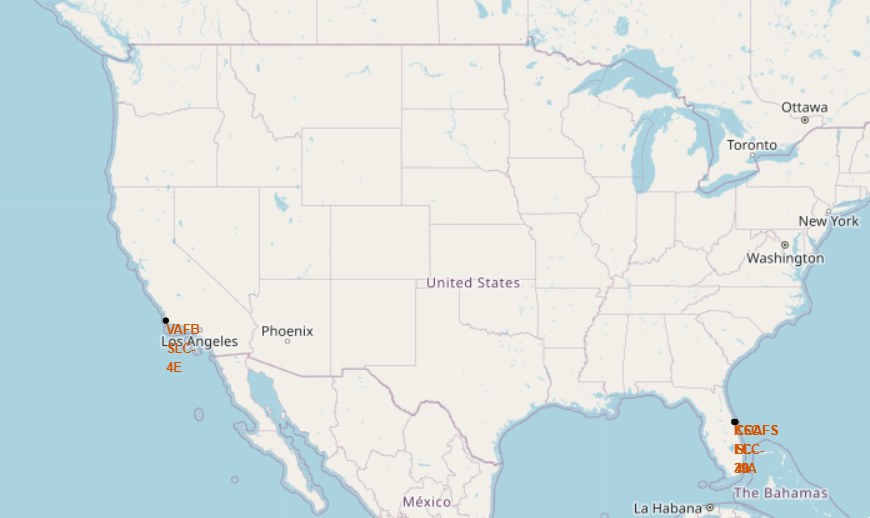 Ottawa
Toronto
New York
Washington
United States
VAFB
SLC-
4E
Los Angeles
Phoenix
The Bahamas
México
La Habana